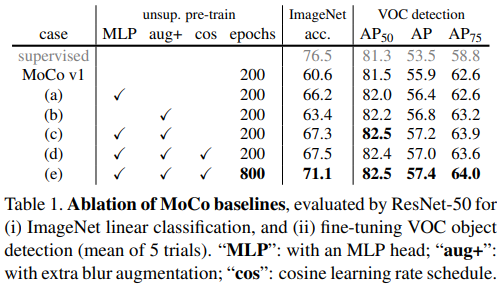 unsup. pre-train ImageNet VOC detection
case MLP aug+ cos epochs acc. AP50 AP AP75
supervised 76.5 81.3 53.5 58.8
MoCo v1 200 60.6 81.5 55.9 62.6
(a) ✓ 200 66.2 82.0 56.4 62.6
(b) ✓ 200 63.4 82.2 56.8 63.2
(c) ✓ ✓ 200 67.3 82.5 57.2 63.9
(d) ✓ ✓ ✓ 200 67.5 82.4 57.0 63.6
(e) ✓ ✓ ✓ 800 71.1 82.5 57.4 64.0
Table 1. Ablation of MoCo baselines, evaluated by ResNet-50 for
(i) ImageNet linear classification, and (ii) fine-tuning VOC object
detection (mean of 5 trials). “MLP”: with an MLP head; “aug+”:
with extra blur augmentation; “cos”: cosine learning rate schedule.